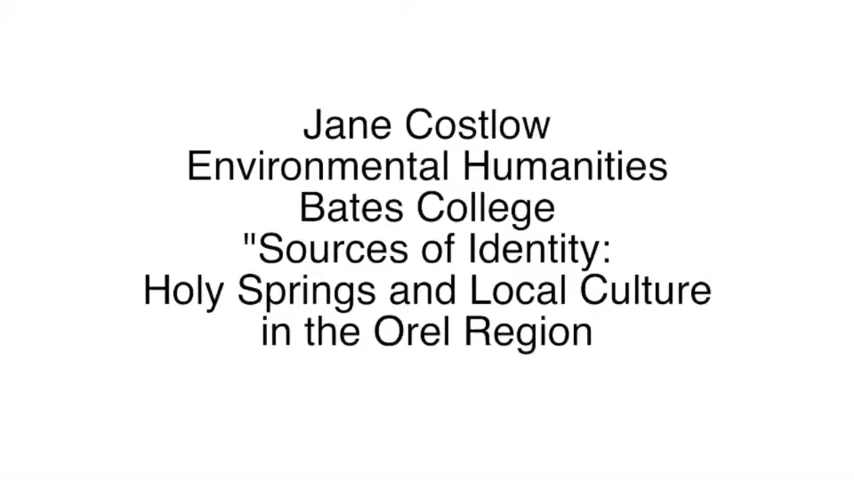 Jane Costlow
Environmental Humanities
Bates College
"Sources of Identity:
Holy Springs and Local Culture
in the Orel Region